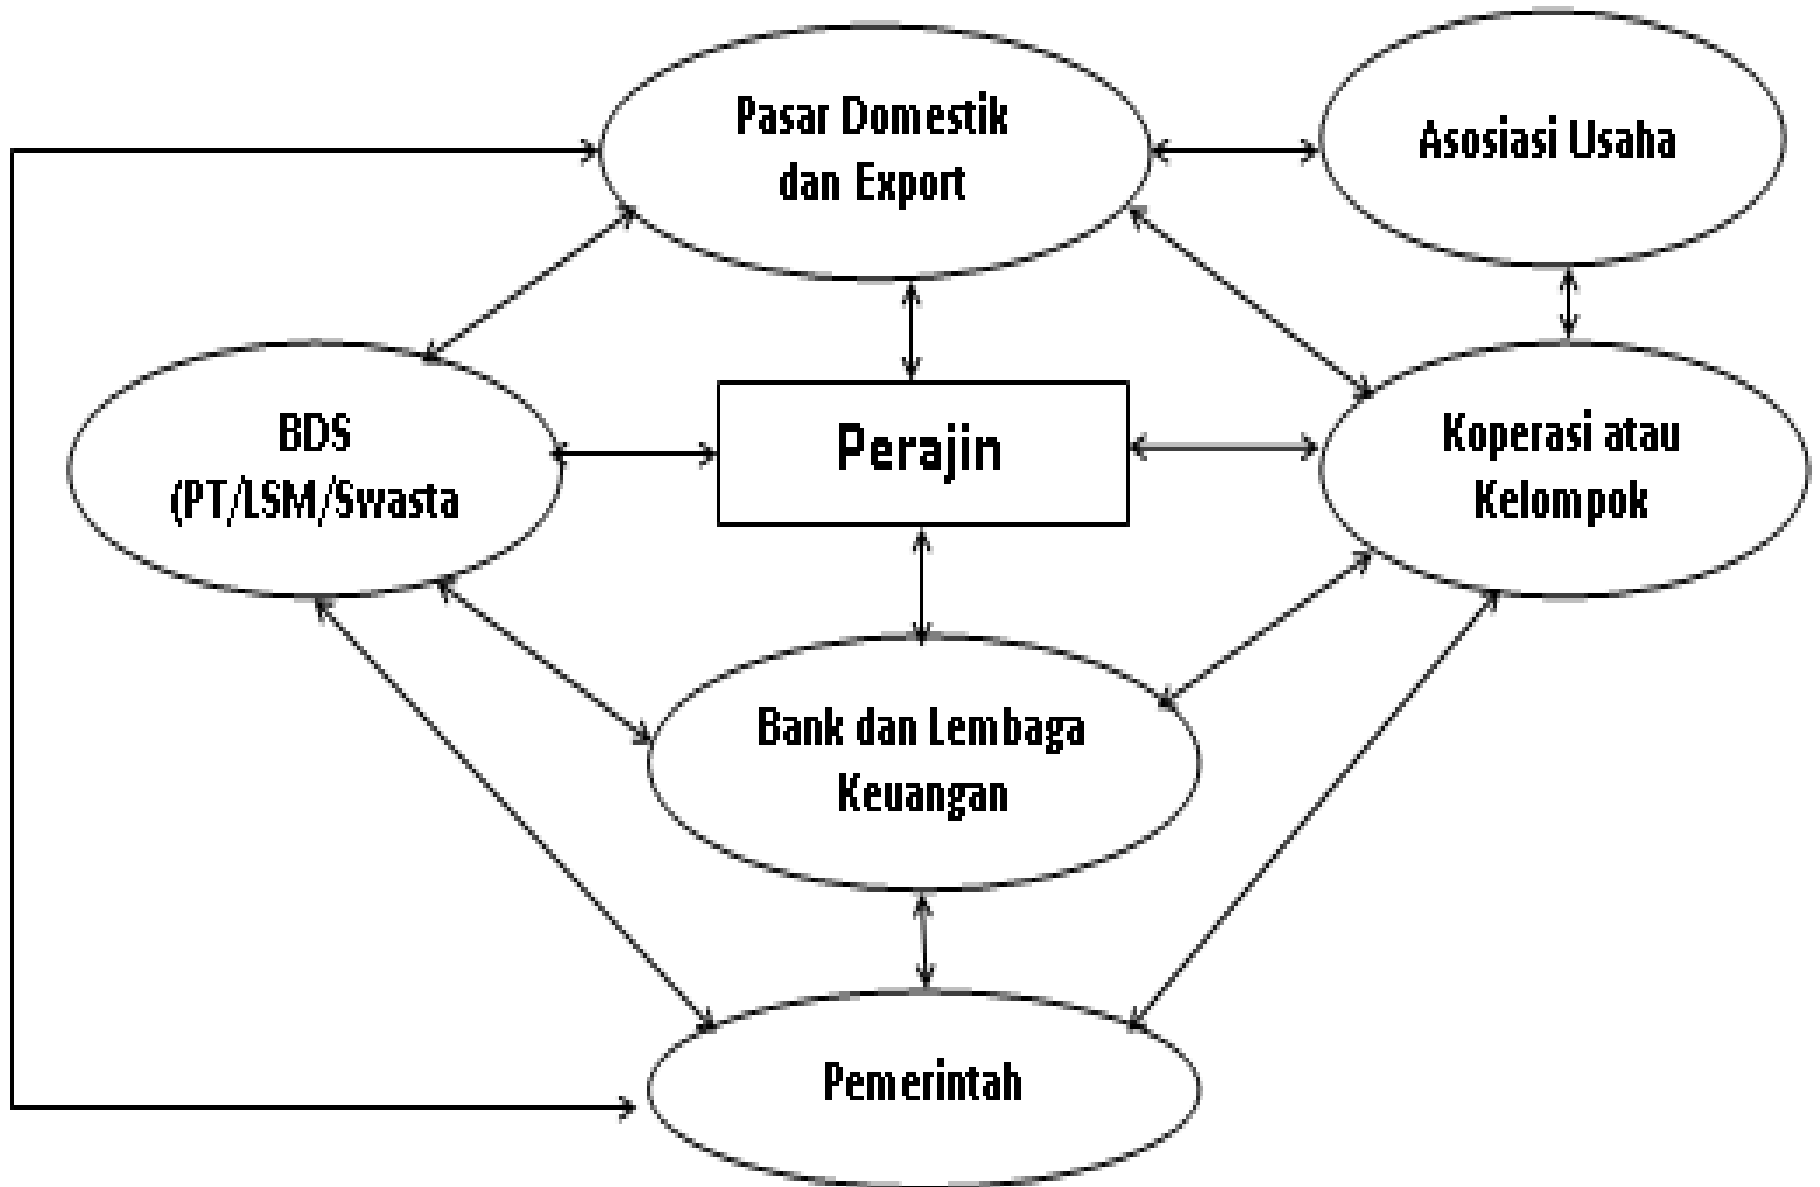 Pasar Domestik
dan Export
Asosiasi Usaha
BDS
(PT/LSM/Swasta
Perajin
Koperasi atau
Kelompok
Bank dan Lembaga
Keuangan
Pemerintah